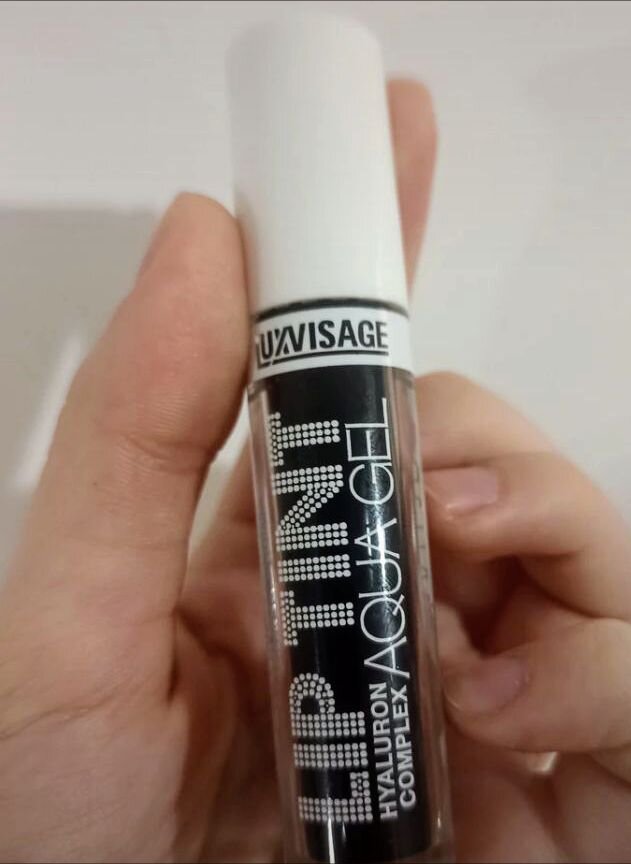 LUXVISAGE
LIP TINT
AQUA GEL
HYALURON
COMPLEX